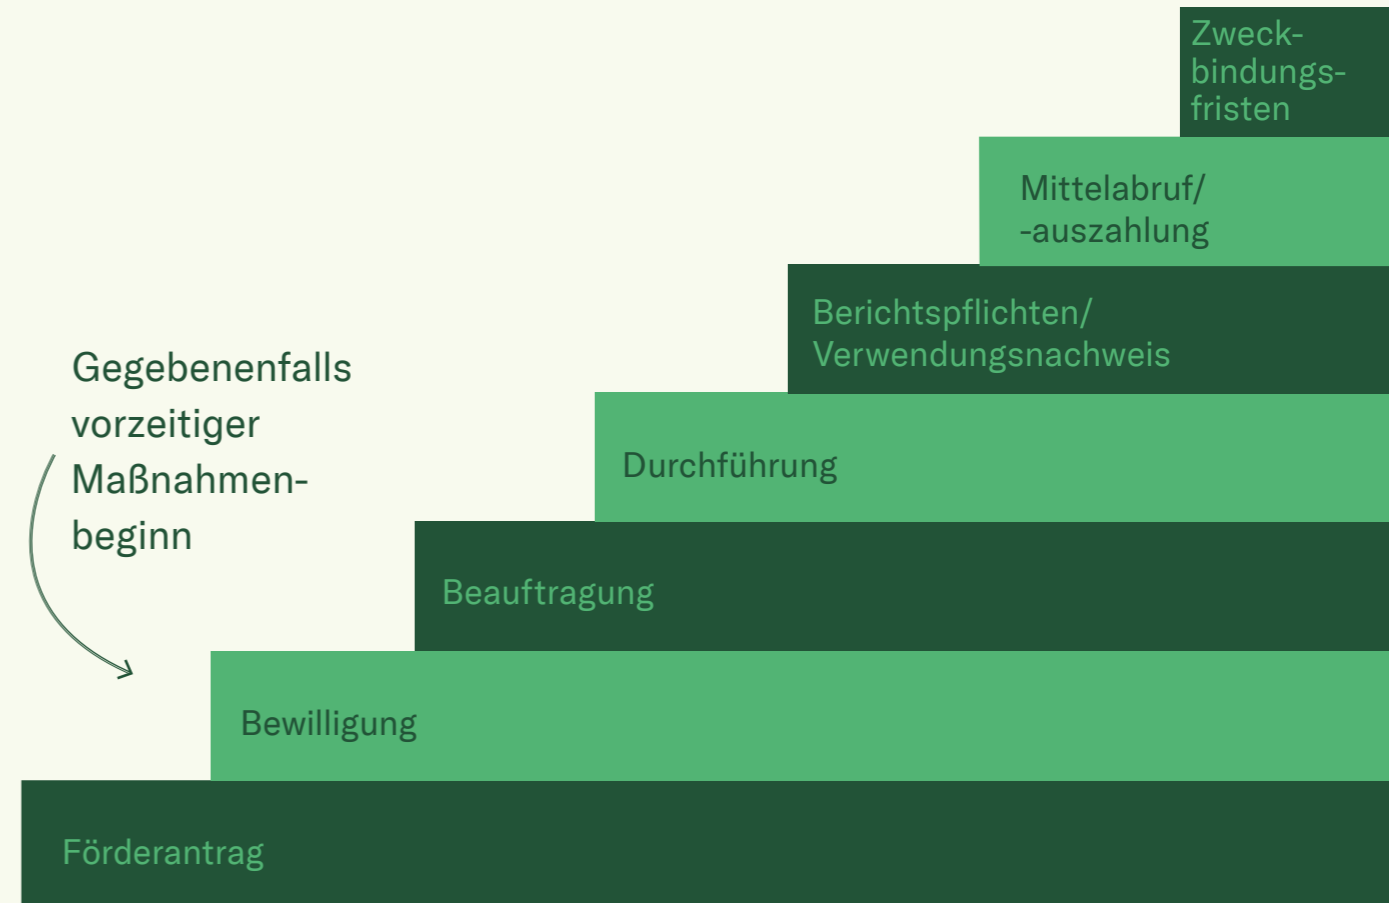 Zweck-
bindungs-
fristen
Mittelabruf/
-auszahlung
Berichtspflichten/
Verwendungsnachweis
Gegebenenfalls
vorzeitiger
Maßnahmen-
beginn
Durchführung
Beauftragung
Bewilligung
Förderantrag